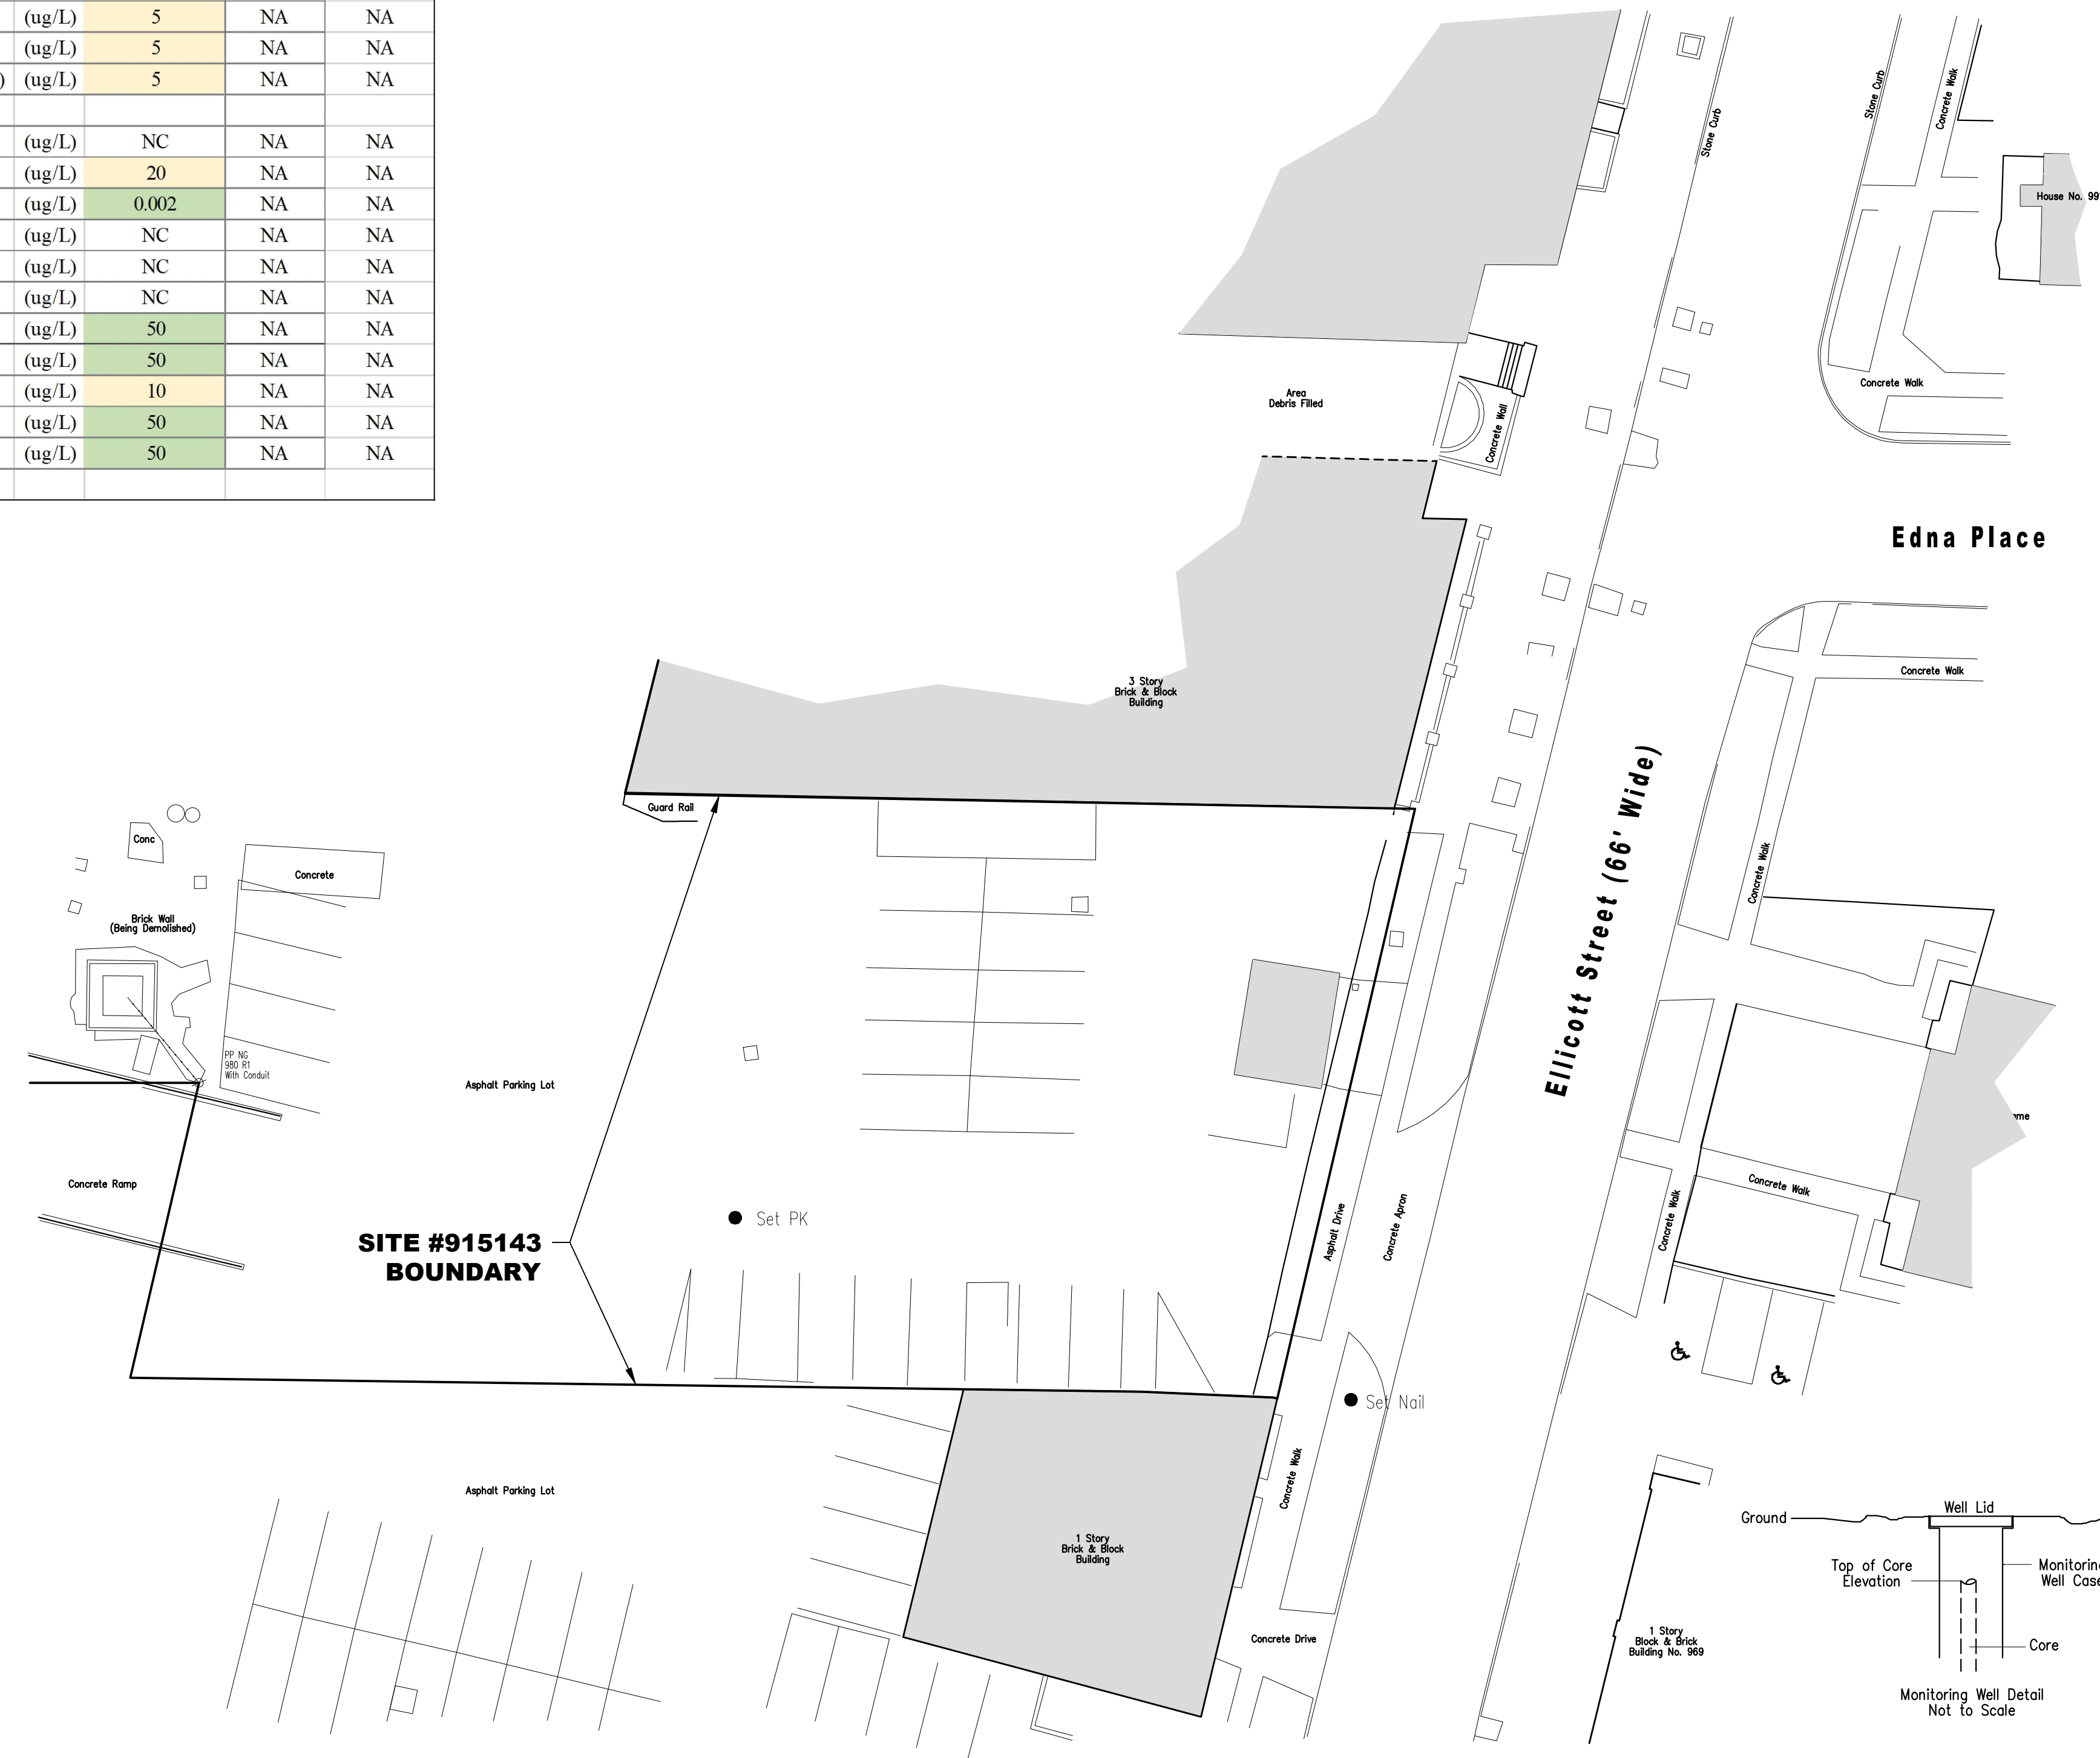 (ug/L) 5 NA NA
(ug/L) 5 NA NA
) (ug/L) 5 NA NA
(ug/L) NC NA NA
(ug/L) 20 NA NA
(ug/L) 0.002 NA NA
(ug/L) NC NA NA
(ug/L) NC NA NA
(ug/L) NC NA NA
(ug/L) 50 NA NA
(ug/L) 50 NA NA
(ug/L) 10 NA NA
(ug/L) 50 NA NA
(ug/L) 50 NA NA
Stone Curb
Stone Curb
Concrete Walk
House No. 99
Area
Debris Filled
Concrete Wall
Concrete Walk
Edna Place
Concrete Walk
3 Story
Brick & Block
Building
Guard Rail
Ellicott Street (66' Wide)
Concrete Walk
Conc
Concrete
Brick Wall
(Being Demolished)
PP NG
980 R1
With Conduit
Asphalt Parking Lot
Concrete Ramp
SITE #915143
BOUNDARY
Set PK
Asphalt Drive
Concrete Apron
Concrete Walk
Concrete Walk
Set Nail
Concrete Walk
Asphalt Parking Lot
1 Story
Brick & Block
Building
Concrete Drive
1 Story
Block & Brick
Building No. 969
Ground
Well Lid
Top of Core
Elevation
Monitorin
Well Cas
Core
Monitoring Well Detail
Not to Scale